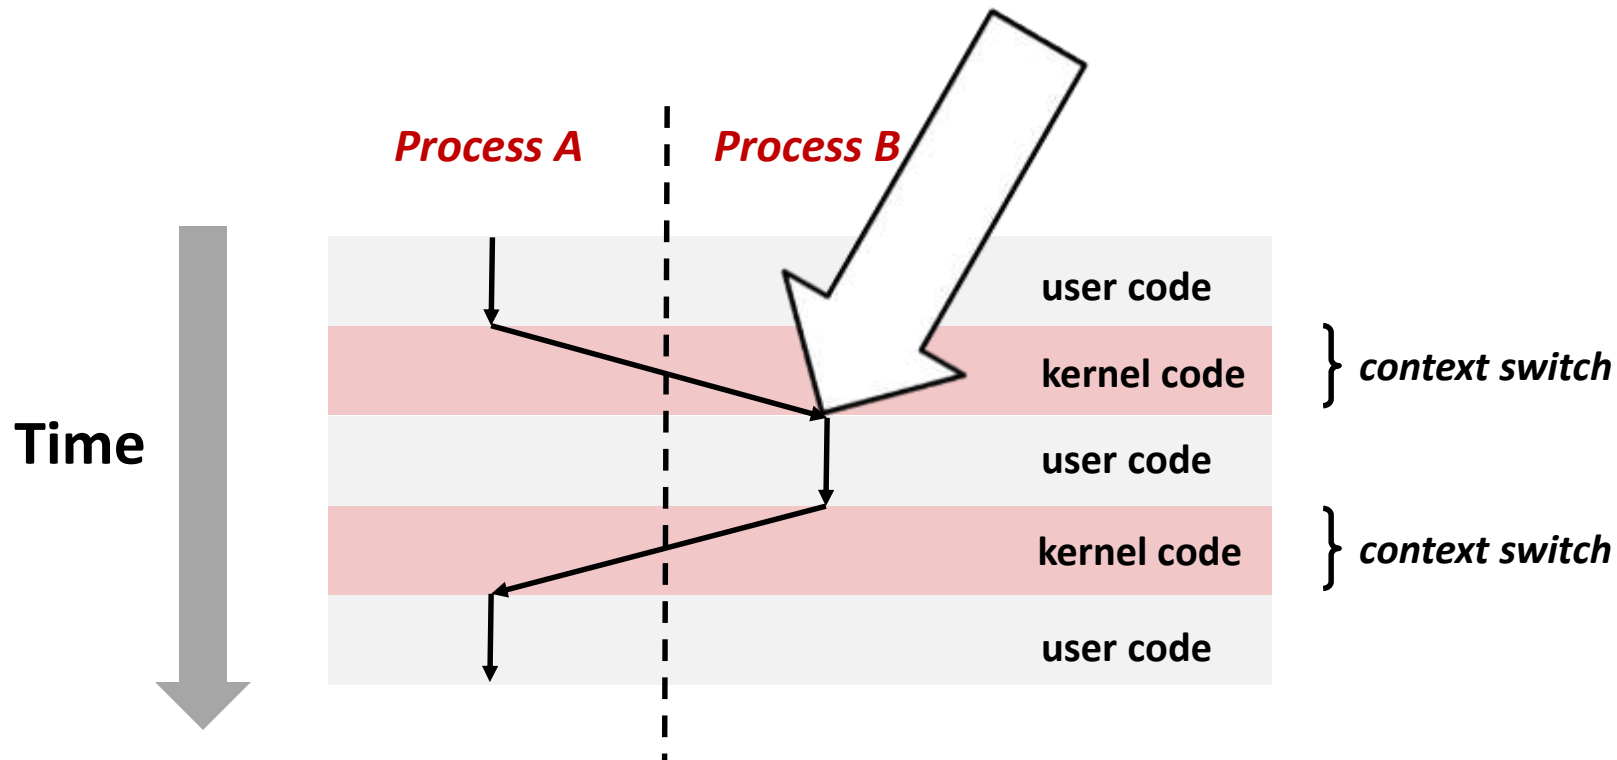 Process A
Process B
user code
kernel code
context switch
Time
user code
kernel code
context switch
user code